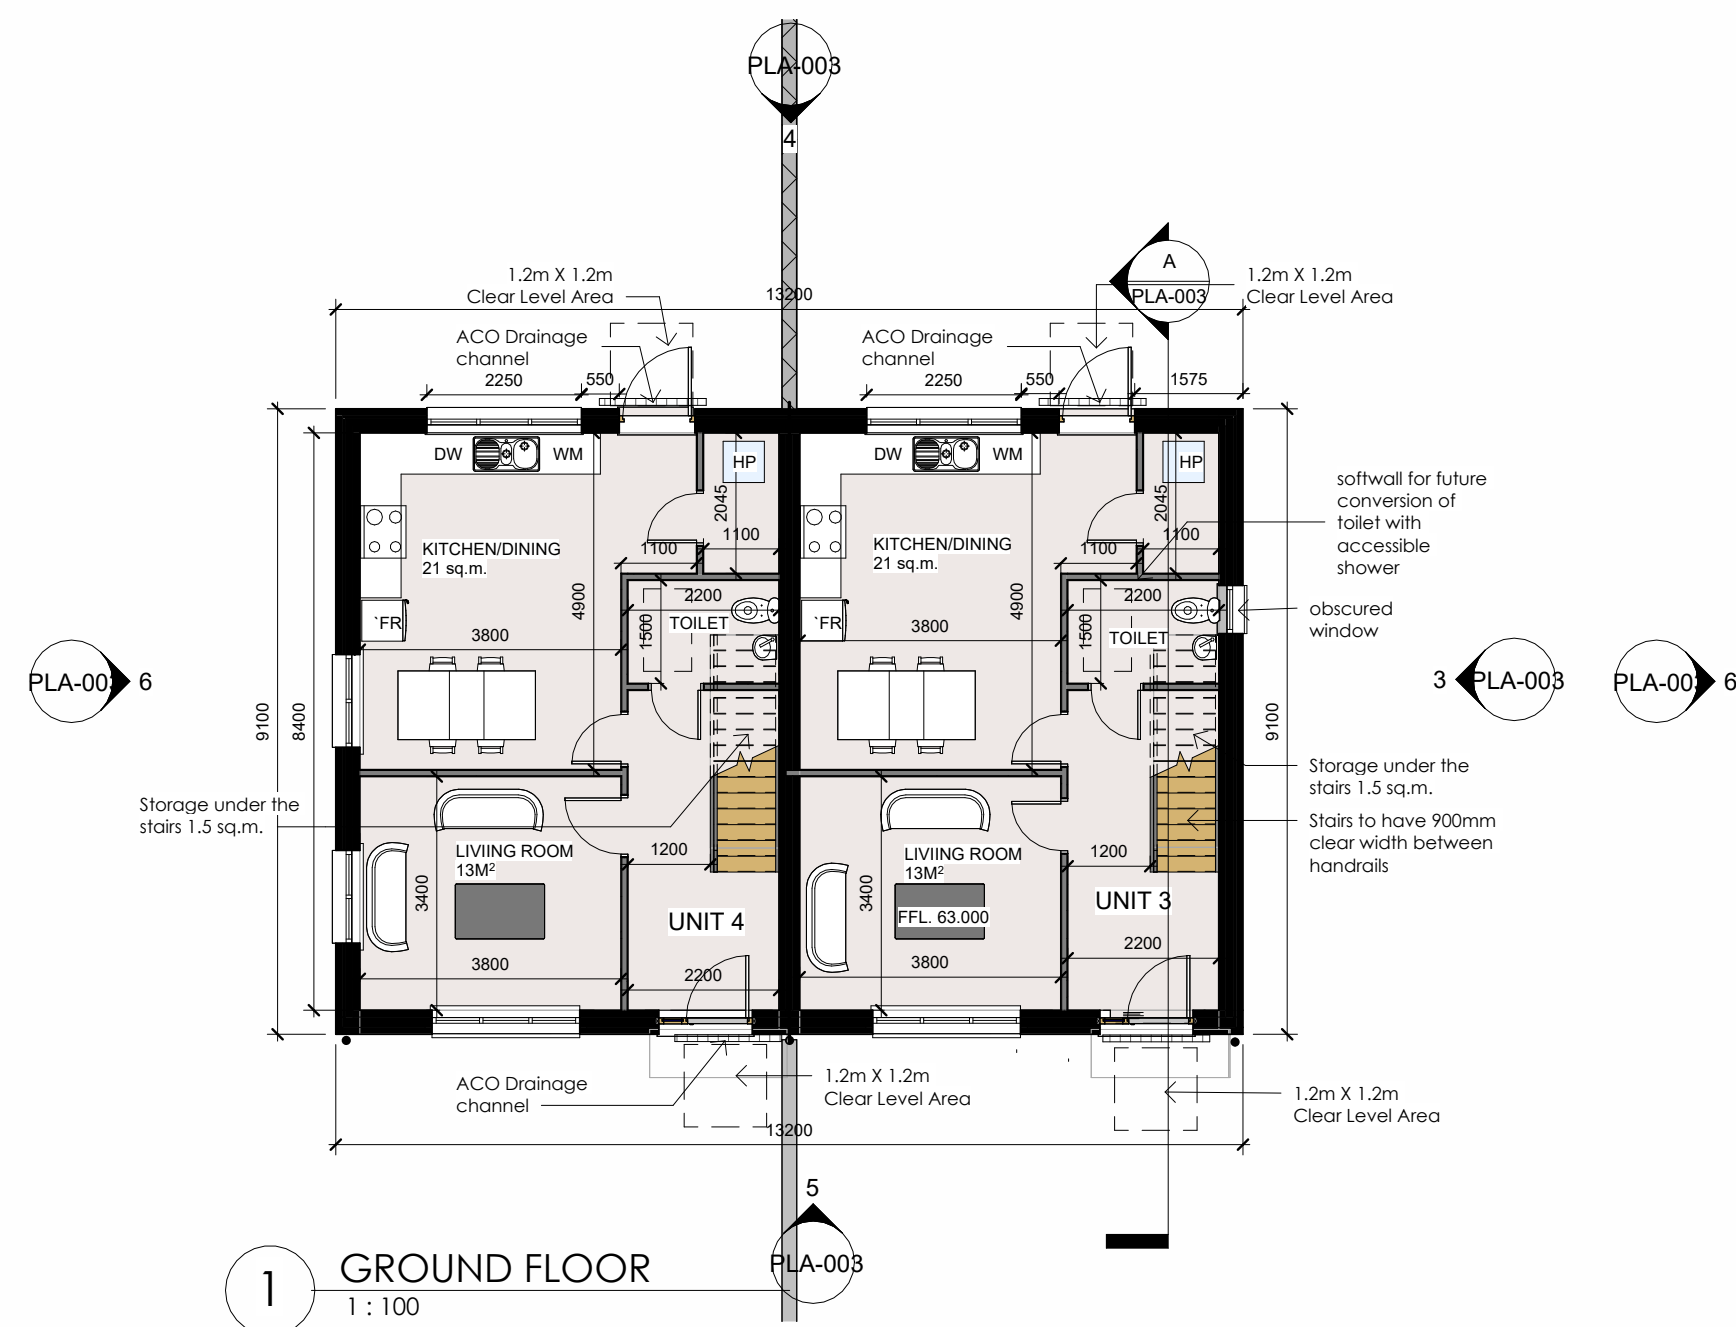 PLA-003
4
1.2m X 1.2m
Clear Level Area
13200
A
PLA-003
1.2m X 1.2m
Clear Level Area
ACO Drainage
channel
ACO Drainage
channel
2250
550
2250
550
1575
DW
WM
HP
DW
WM
HP
2045
2045
softwall for future
conversion of
toilet with
accessible
shower
KITCHEN/DINING
21 sq.m.
1100
1100
KITCHEN/DINING
21 sq.m.
1100
1100
4900
2200
4900
2200
obscured
window
`FR
3800
1500
TOILET
`FR
3800
1500
TOILET
PLA-003
6
3
PLA-003
PLA-003
6
9100
8400
9100
Storage under the
stairs 1.5 sq.m.
Storage under the
stairs 1.5 sq.m.
Stairs to have 900mm
clear width between
handrails
LIVIING ROOM
13M²
1200
LIVIING ROOM
13M²
1200
3400
UNIT 4
3400
FFL. 63.000
UNIT 3
3800
2200
3800
2200
ACO Drainage
channel
1.2m X 1.2m
Clear Level Area
1.2m X 1.2m
Clear Level Area
13200
5
PLA-003
1
GROUND FLOOR
1 : 100